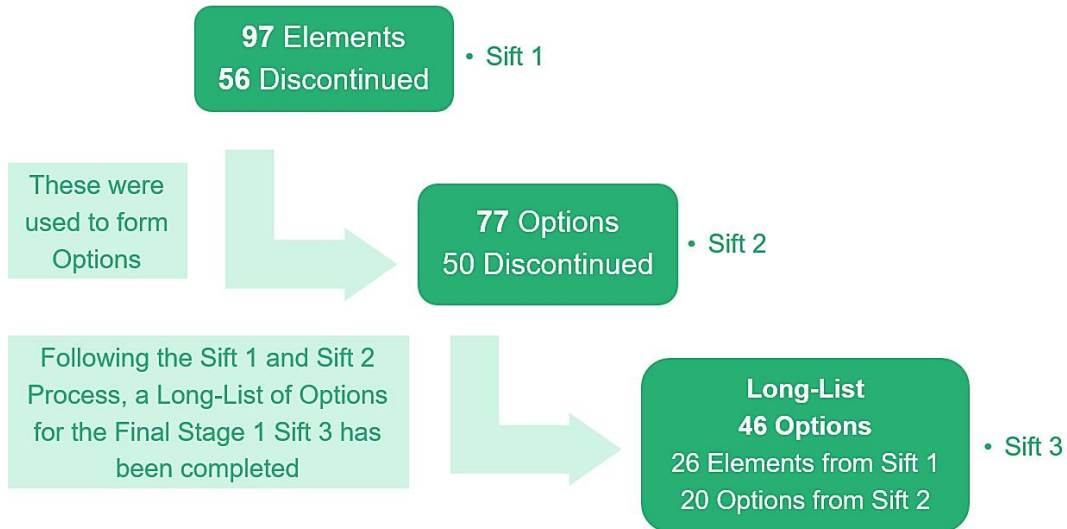 97 Elements
56 Discontinued
• Sift 1
These were
used to form
Options
77 Options
50 Discontinued
• Sift 2
Following the Sift 1 and Sift 2
Process, a Long-List of Options
for the Final Stage 1 Sift 3 has
been completed
Long-List
46 Options
26 Elements from Sift 1
20 Options from Sift 2
• Sift 3